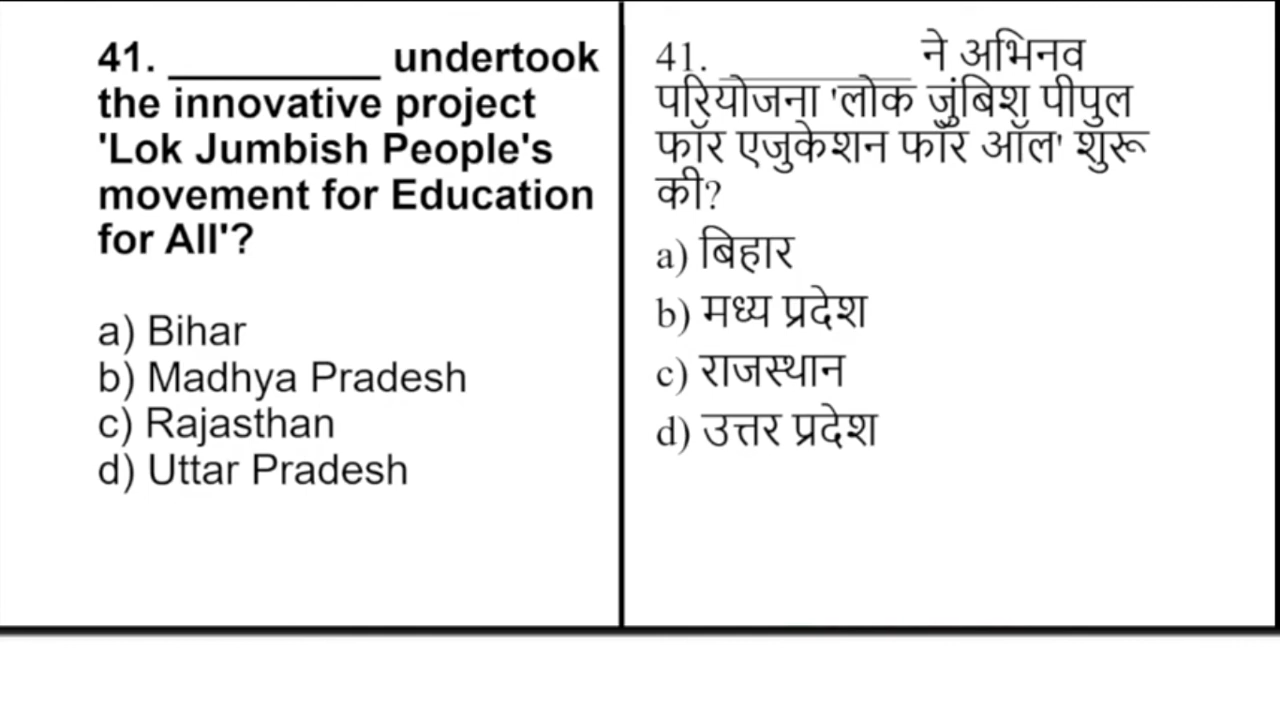 41. _________ undertook
the innovative project
'Lok Jumbish People's
movement for Education
for All'?
a) Bihar
b) Madhya Pradesh
c) Rajasthan
d) Uttar Pradesh
41. _________ ने अभिनव
परियोजना 'लोक जुंबिश पीपुल
फॉर एजुकेशन फॉर ऑल' शुरू
की?
a) बिहार
b) मध्य प्रदेश
c) राजस्थान
d) उत्तर प्रदेश